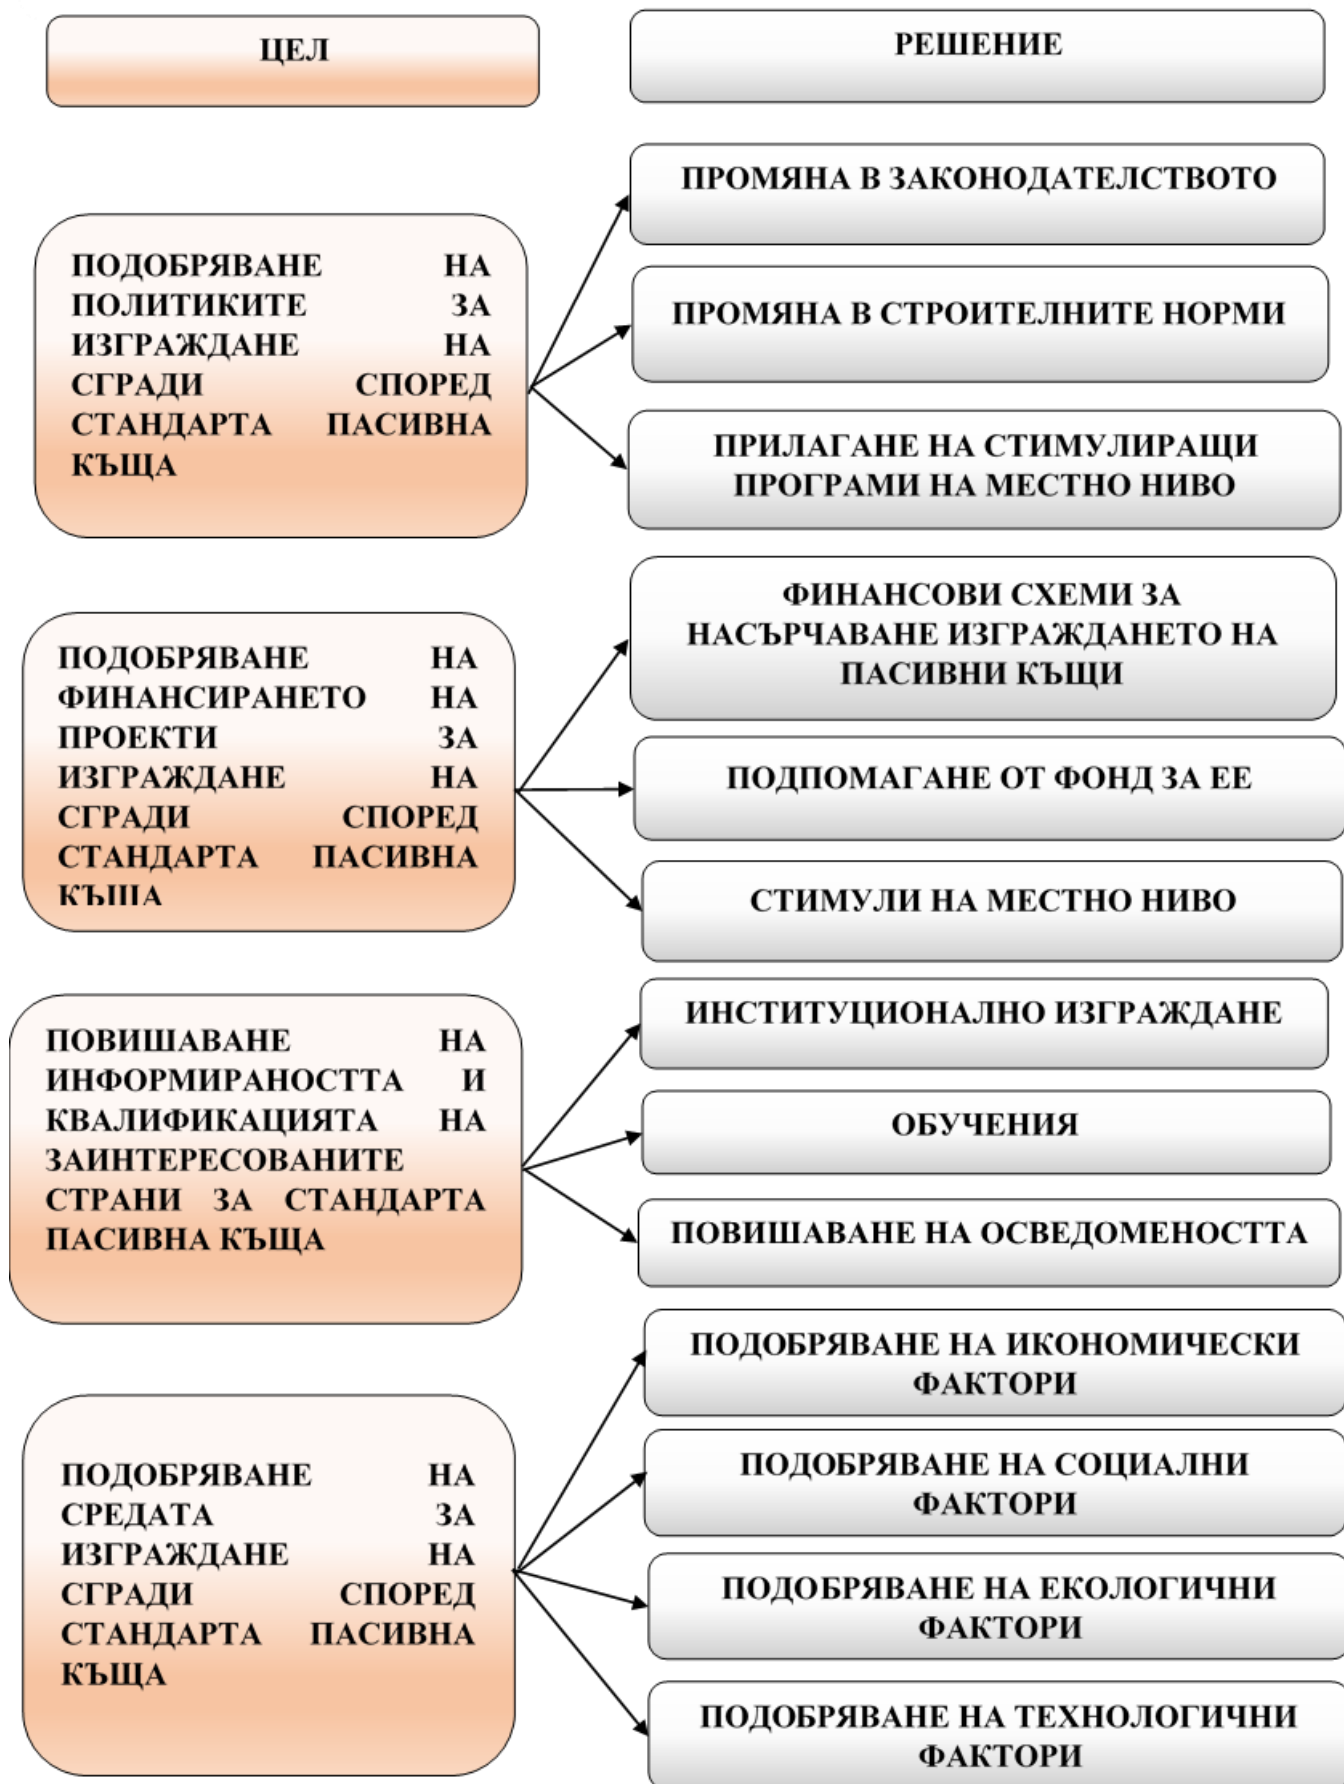 ЦЕЛ
РЕШЕНИЕ
ПОДОБРЯВАНЕ НА
ПОЛИТИКИТЕ ЗА
ИЗГРАЖДАНЕ НА
СГРАДИ СПОРЕД
СТАНДАРТА ПАСИВНА
КЪЩА
ПРОМЯНА В ЗАКОНОДАТЕЛСТВОТО
ПРОМЯНА В СТРОИТЕЛНИТЕ НОРМИ
ПРИЛАГАНЕ НА СТИМУЛИРАЩИ
ПРОГРАМИ НА МЕСТНО НИВО
ПОДОБРЯВАНЕ НА
ФИНАНСИРАНЕТО НА
ПРОЕКТИ ЗА
ИЗГРАЖДАНЕ НА
СГРАДИ СПОРЕД
СТАНДАРТА ПАСИВНА
КЪЩА
ФИНАНСОВИ СХЕМИ ЗА
НАСЪРЧАВАНЕ ИЗГРАЖДАНЕТО НА
ПАСИВНИ КЪЩИ
ПОДПОМАГАНЕ ОТ ФОНД ЗА ЕЕ
СТИМУЛИ НА МЕСТНО НИВО
ПОВИШАВАНЕ НА
ИНФОРМИРАНОСТТА И
КВАЛИФИКАЦИЯТА НА
ЗАИНТЕРЕСОВАНИТЕ
СТРАНИ ЗА СТАНДАРТА
ПАСИВНА КЪЩА
ИНСТИТУЦИОНАЛНО ИЗГРАЖДАНЕ
ОБУЧЕНИЯ
ПОВИШАВАНЕ НА ОСВЕДОМЕНОСТТА
ПОДОБРЯВАНЕ НА
СРЕДАТА ЗА
ИЗГРАЖДАНЕ НА
СГРАДИ СПОРЕД
СТАНДАРТА ПАСИВНА
КЪЩА
ПОДОБРЯВАНЕ НА ИКОНОМИЧЕСКИ
ФАКТОРИ
ПОДОБРЯВАНЕ НА СОЦИАЛНИ
ФАКТОРИ
ПОДОБРЯВАНЕ НА ЕКОЛОГИЧНИ
ФАКТОРИ
ПОДОБРЯВАНЕ НА ТЕХНОЛОГИЧНИ
ФАКТОРИ